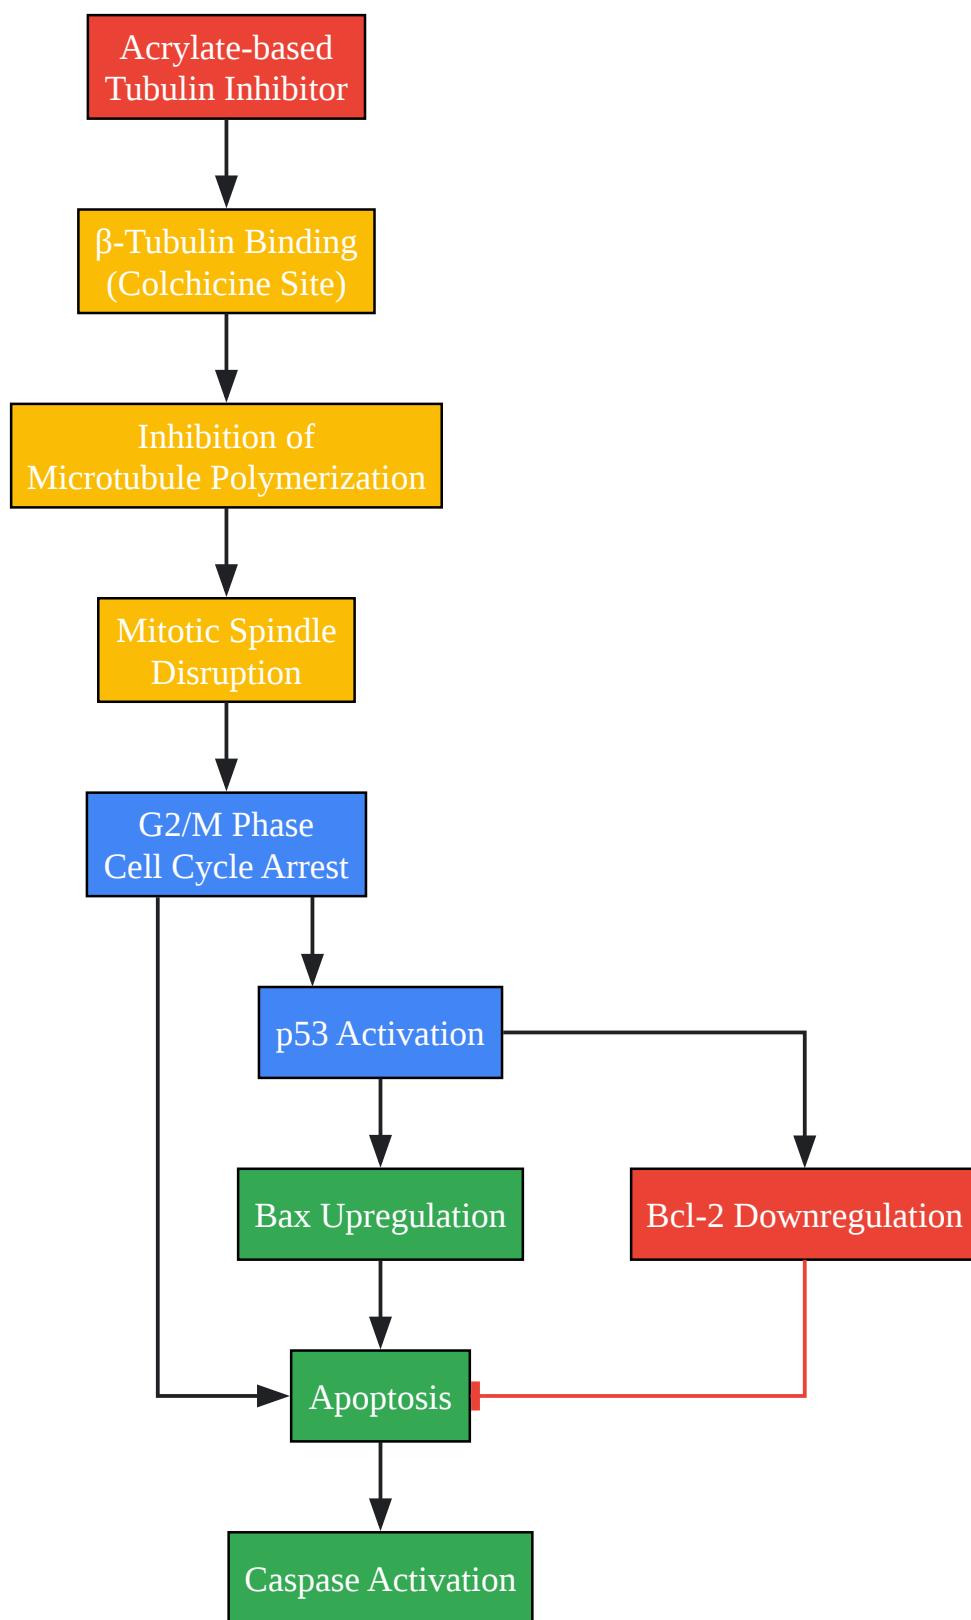 Acrylate-based
Tubulin Inhibitor
β-Tubulin Binding
(Colchicine Site)
Inhibition of
Microtubule Polymerization
Mitotic Spindle
Disruption
G2/M Phase
Cell Cycle Arrest
p53 Activation
Bax Upregulation
Bcl-2 Downregulation
Apoptosis
Caspase Activation